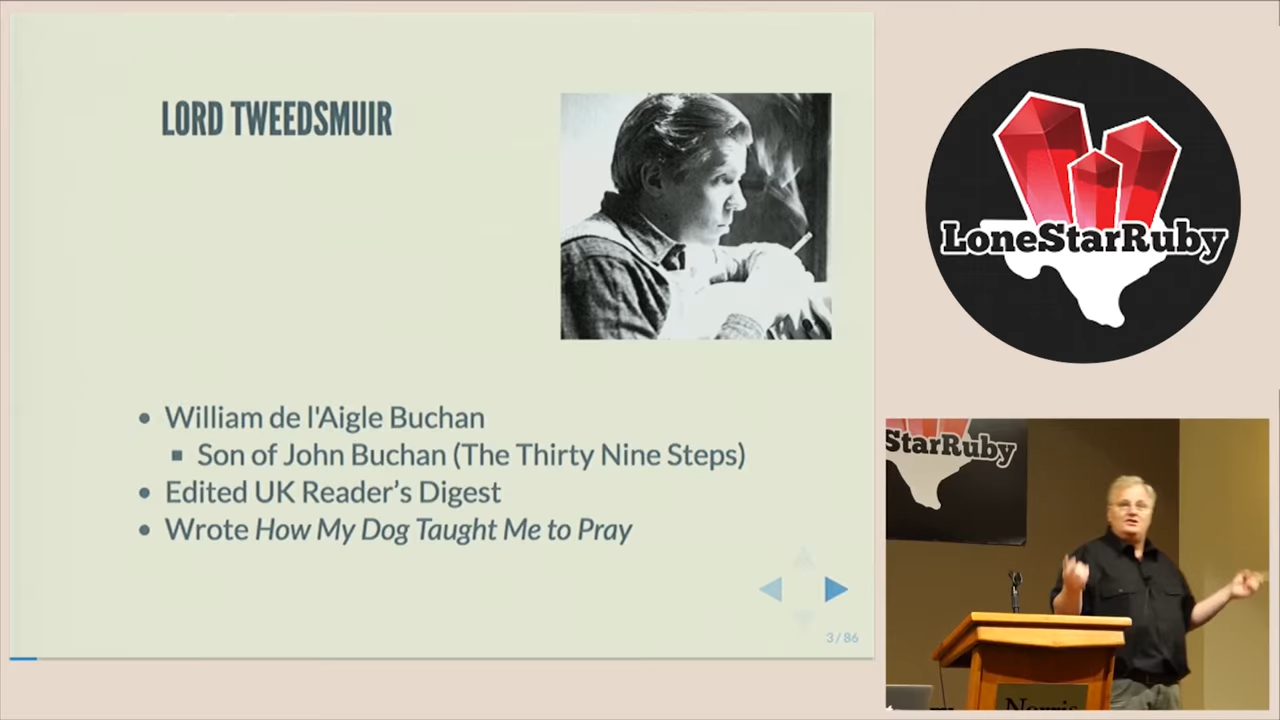 LORD TWEEDSMUIR
William de l'Aigle Buchan
Son of John Buchan (The Thirty Nine Steps)
Edited UK Reader’s Digest
Wrote How My Dog Taught Me to Pray
3 / 86
LoneStarRuby
StarRuby
Norris